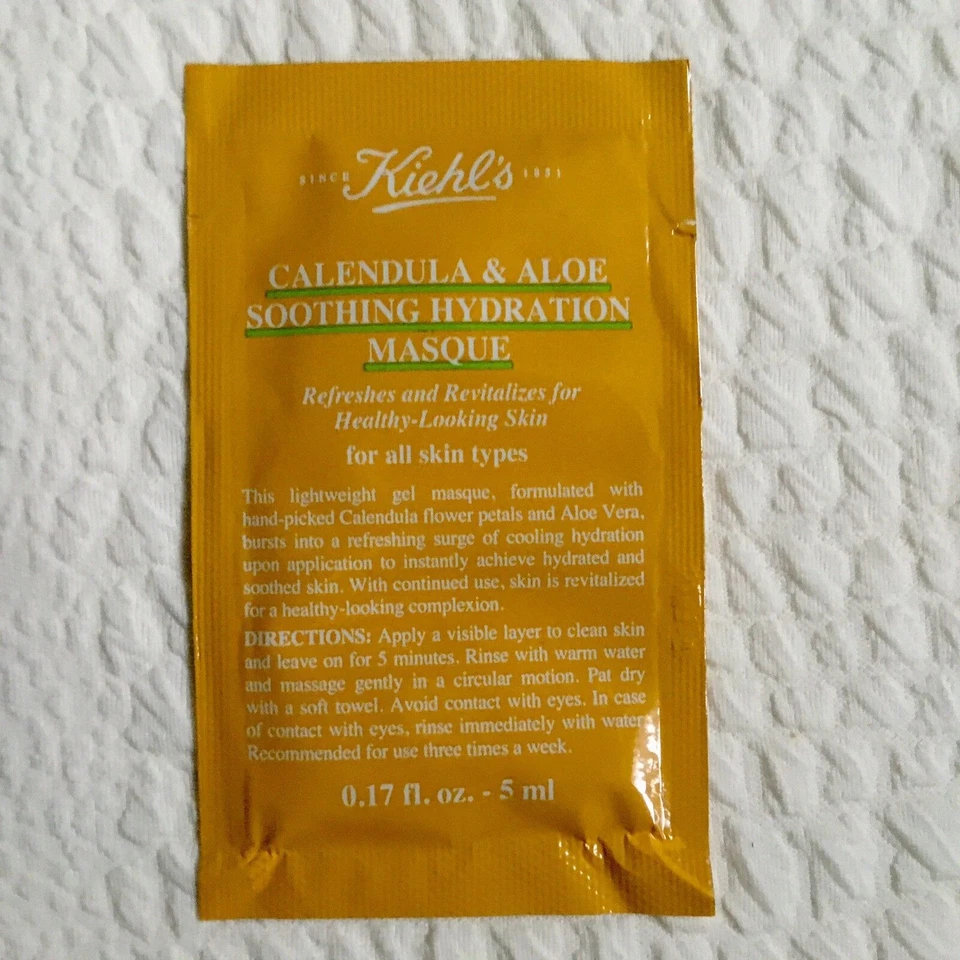 SINCE Kiehl's 1851
CALENDULA & ALOE
SOOTHING HYDRATION
MASQUE
Refreshes and Revitalizes for
Healthy-Looking Skin
for all skin types
This lightweight gel masque, formulated with
hand-picked Calendula flower petals and Aloe Vera,
bursts into a refreshing surge of cooling hydration
upon application to instantly achieve hydrated and
soothed skin. With continued use, skin is revitalized
for a healthy-looking complexion.
DIRECTIONS: Apply a visible layer to clean skin
and leave on for 5 minutes. Rinse with warm water
and massage gently in a circular motion. Pat dry
with a soft towel. Avoid contact with eyes. In case
of contact with eyes, rinse immediately with water.
Recommended for use three times a week.
0.17 fl. oz. - 5 ml